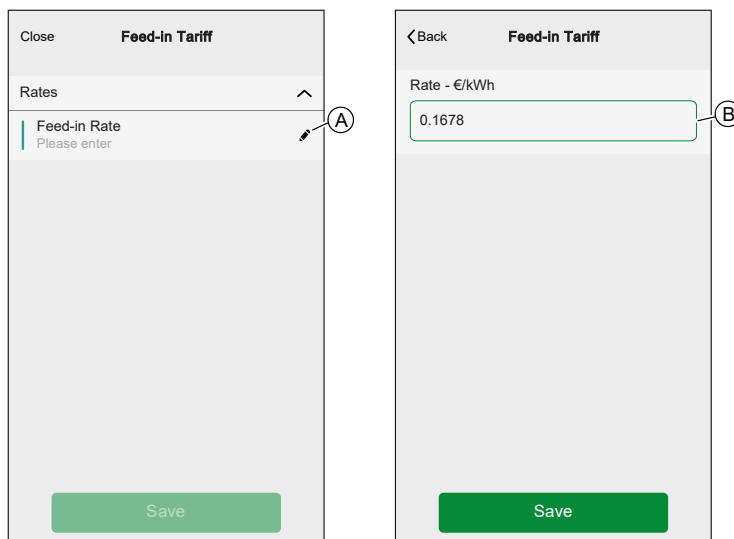 Close Feed-in Tariff
Rates
Feed-in Rate
Please enter
A
Save
Back Feed-in Tariff
Rate - €/kWh
0.1678
B
Save